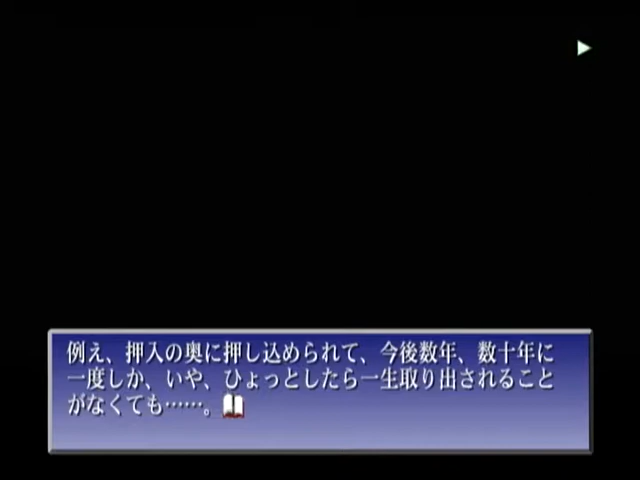 例え、押入の奥に押し込められて、今後数年、数十年に
一度しか、いや、ひょっとしたら一生取り出されること
がなくても……。